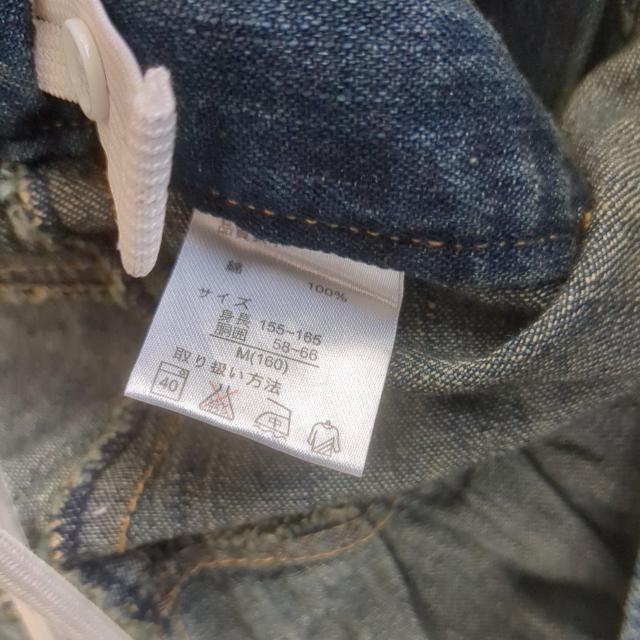 綿 100%
サイズ
身長 155~165
胴囲 58~66
M(160)
取り扱い方法
40
中